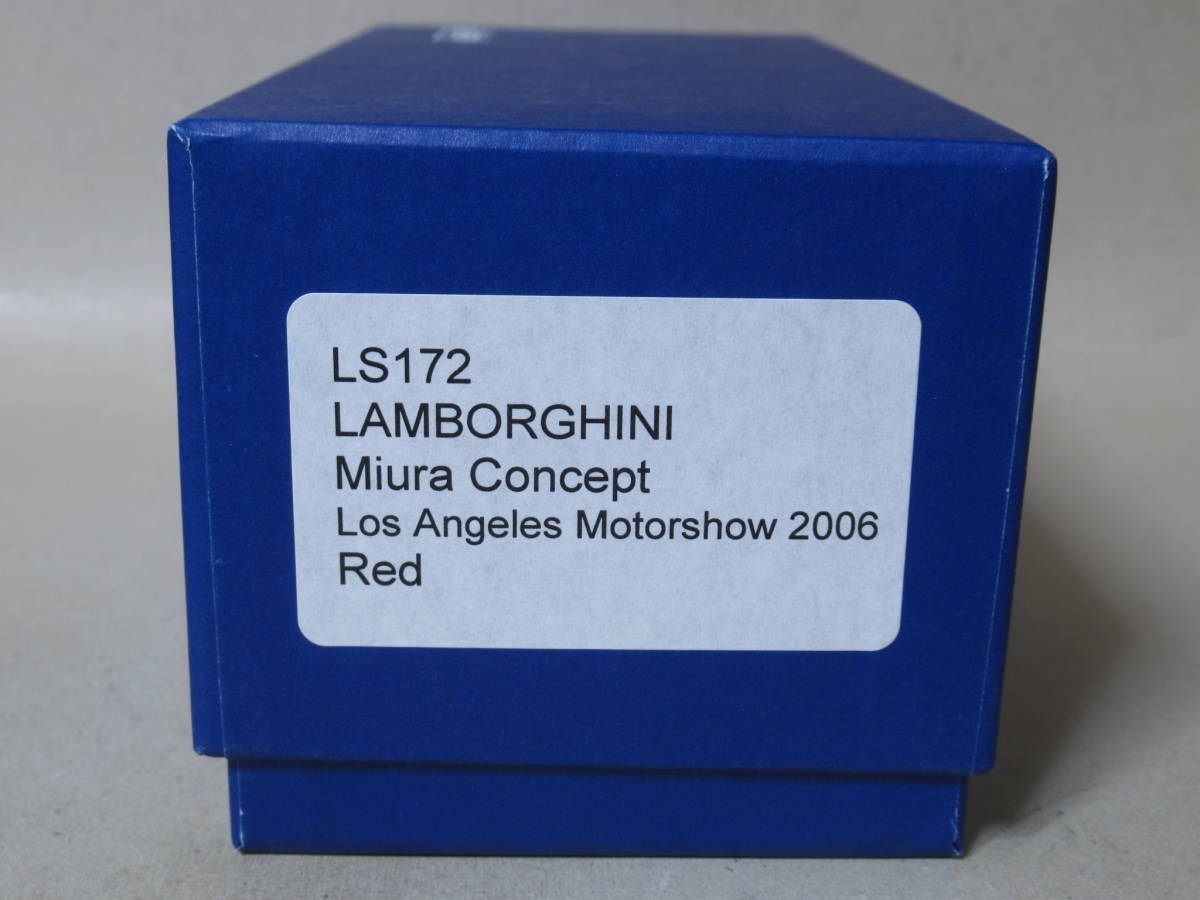 LS172
LAMBORGHINI
Miura Concept
Los Angeles Motorshow 2006
Red